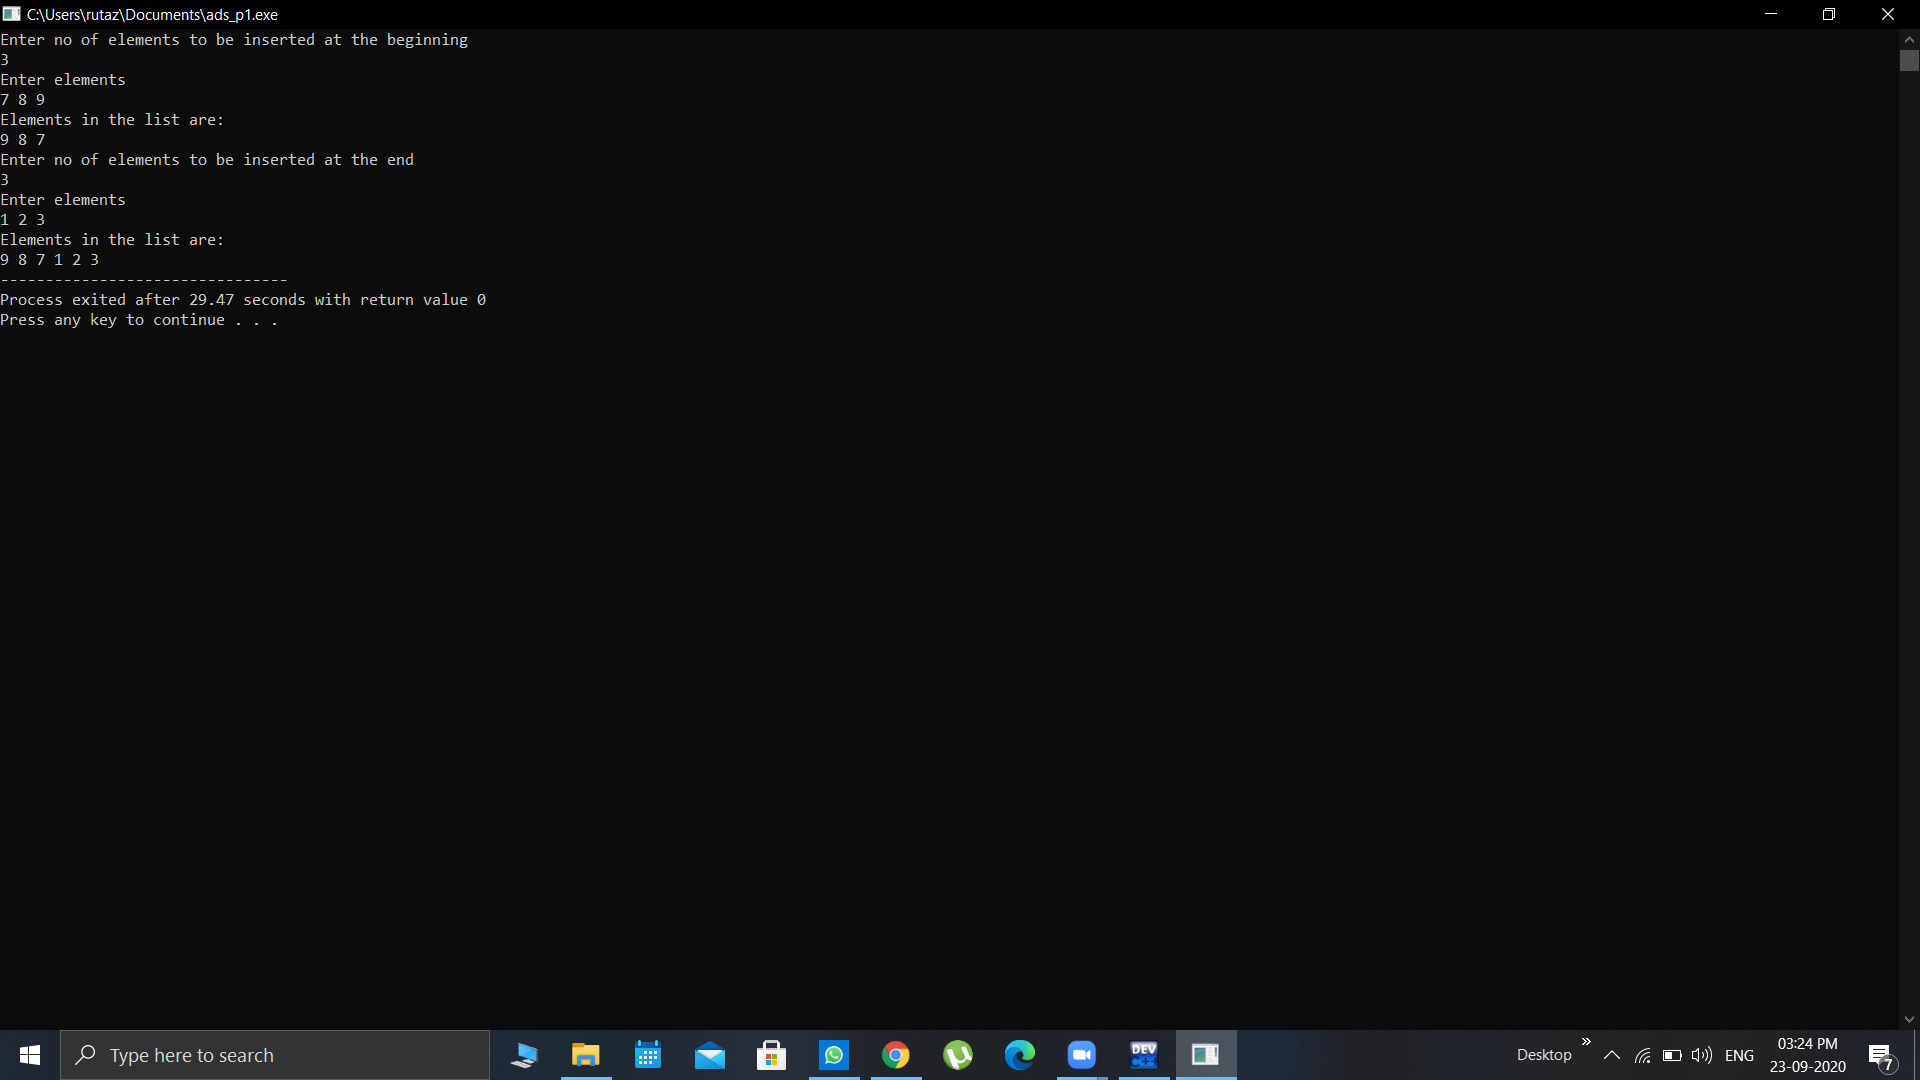 C:\Users\rutaz\Documents\ads_p1.exe
Enter no of elements to be inserted at the beginning
3
Enter elements
7 8 9
Elements in the list are:
9 8 7
Enter no of elements to be inserted at the end
3
Enter elements
1 2 3
Elements in the list are:
9 8 7 1 2 3
--------------------------------
Process exited after 29.47 seconds with return value 0
Press any key to continue . . .
Type here to search
DEV
C++
Desktop
»
ENG
03:24 PM
23-09-2020
7